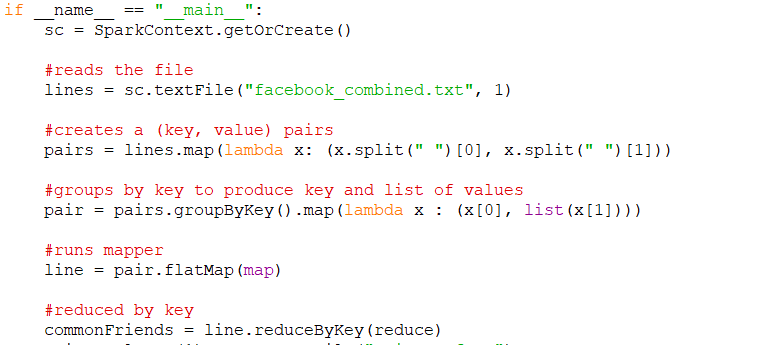 if __name__ == "__main__":
    sc = SparkContext.getOrCreate()

    #reads the file
    lines = sc.textFile("facebook_combined.txt", 1)

    #creates a (key, value) pairs
    pairs = lines.map(lambda x: (x.split(" ")[0], x.split(" ")[1]))

    #groups by key to produce key and list of values
    pair = pairs.groupByKey().map(lambda x : (x[0], list(x[1])))

    #runs mapper
    line = pair.flatMap(map)

    #reduced by key
    commonFriends = line.reduceByKey(reduce)